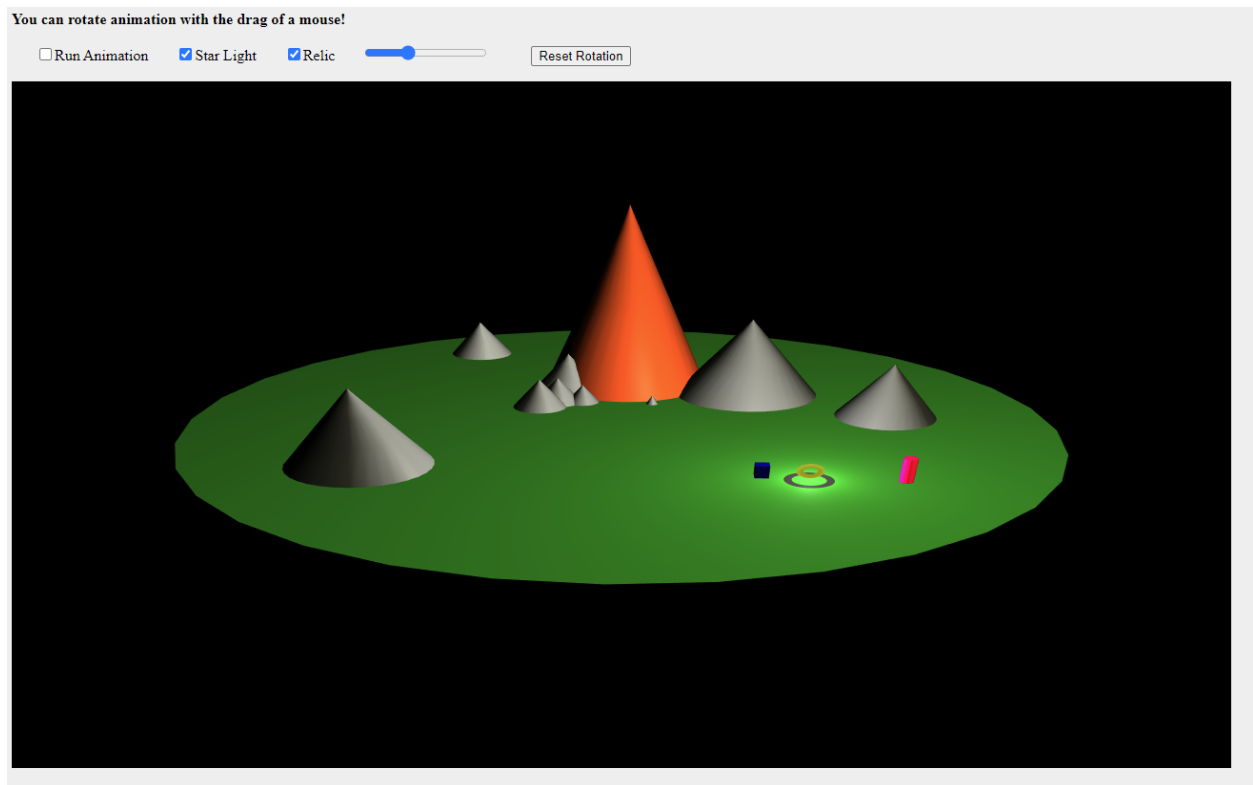 You can rotate animation with the drag of a mouse!
Run Animation Star Light Relic Reset Rotation